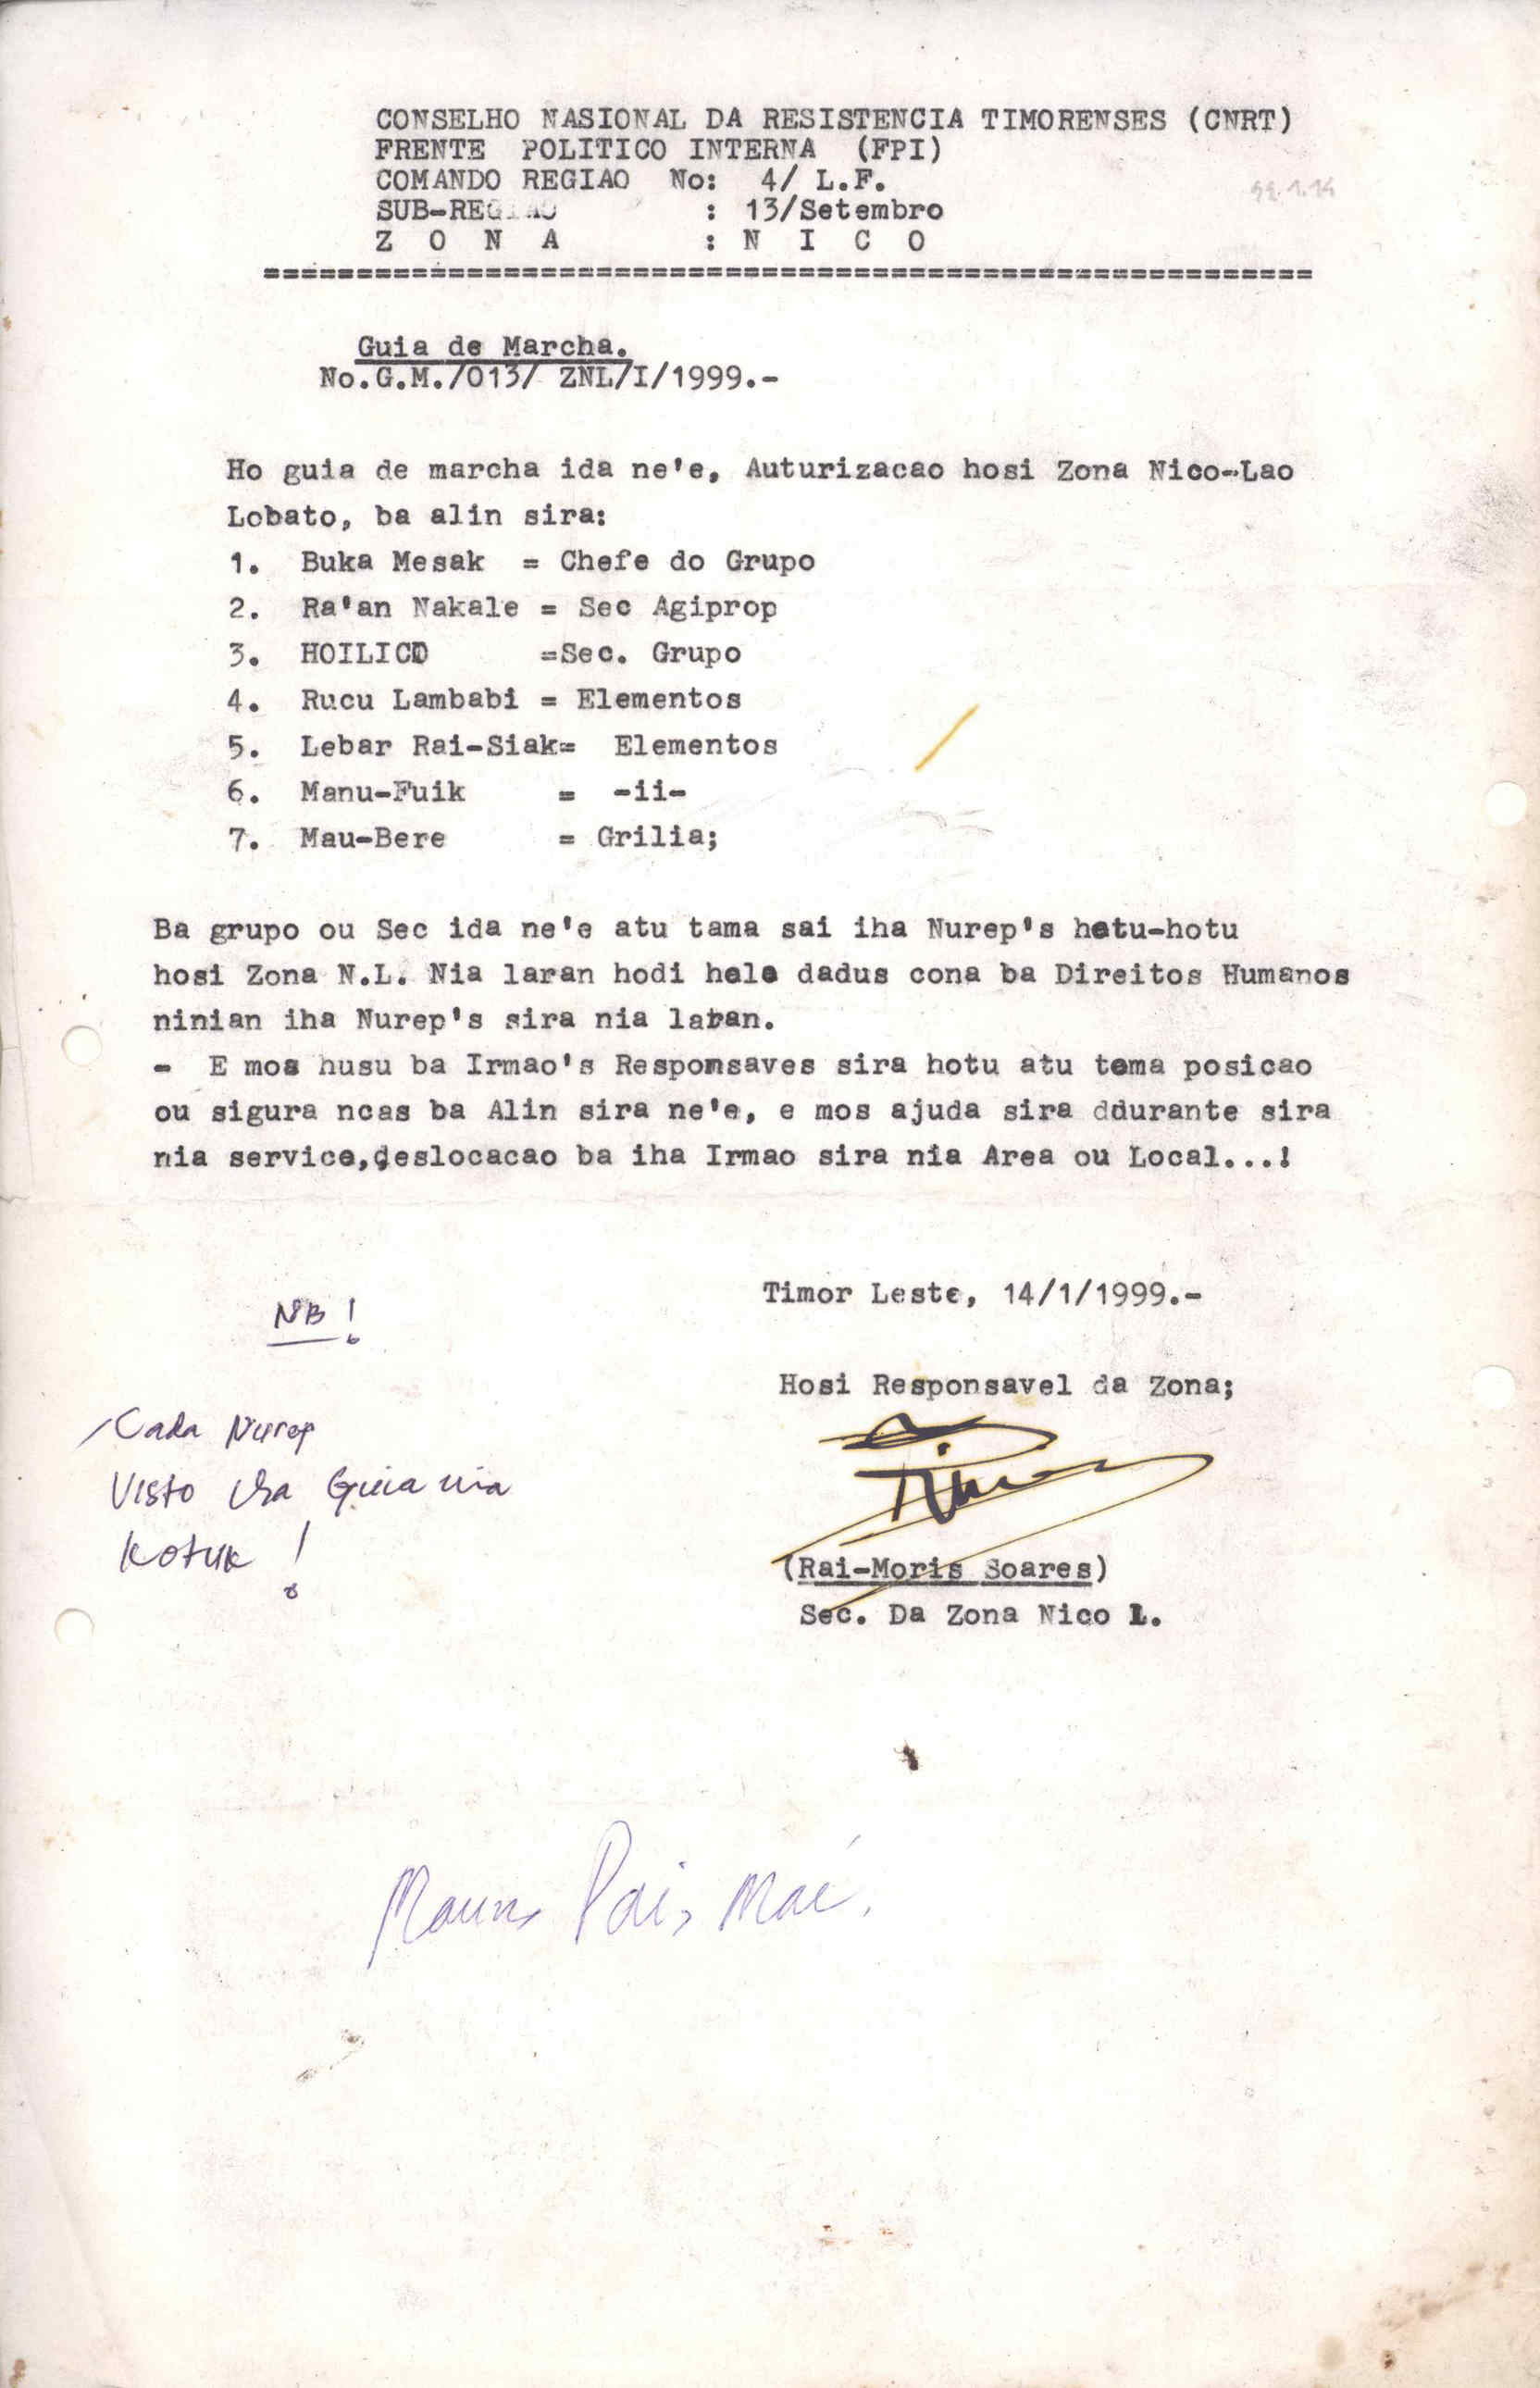 CONSELHO NASIONAL DA RESISTENCIA TIMORENSES (CNRT)
FRENTE POLITICO INTERNA (FPI)
COMANDO REGIAO No: 4/ L.F.
99.1.14
SUB-REGIAO : 13/Setembro
Z O N A : N I C O
=========================================================
Guia de Marcha.
No.G.M./013/ ZNL/I/1999.-
Ho guia de marcha ida ne'e, Auturizacao hosi Zona Nico-Lao
Lobato, ba alin sira:
1. Buka Mesak = Chefe do Grupo
2. Ra'an Nakale = Sec Agiprop
3. HOILICO =Sec. Grupo
4. Rucu Lambabi = Elementos
5. Lebar Rai-Siak= Elementos
6. Manu-Fuik = -ii-
7. Mau-Bere = Grilia;
Ba grupo ou Sec ida ne'e atu tama sai iha Nurep's hotu-hotu
hosi Zona N.L. Nia laran hodi hele dadus cona ba Direitos Humanos
ninian iha Nurep's sira nia laran.
- E mos husu ba Irmao's Responsaves sira hotu atu toma posicao
ou sigura ncas ba Alin sira ne'e, e mos ajuda sira ddurante sira
nia service,deslocacao ba iha Irmao sira nia Area ou Local...!
Timor Leste, 14/1/1999.-
NB!
Hosi Responsavel da Zona;
Cada Nurep
Visto iha Guia nia
Kotuk !
(Rai-Moris Soares)
Sec. Da Zona Nico L.
Pai,